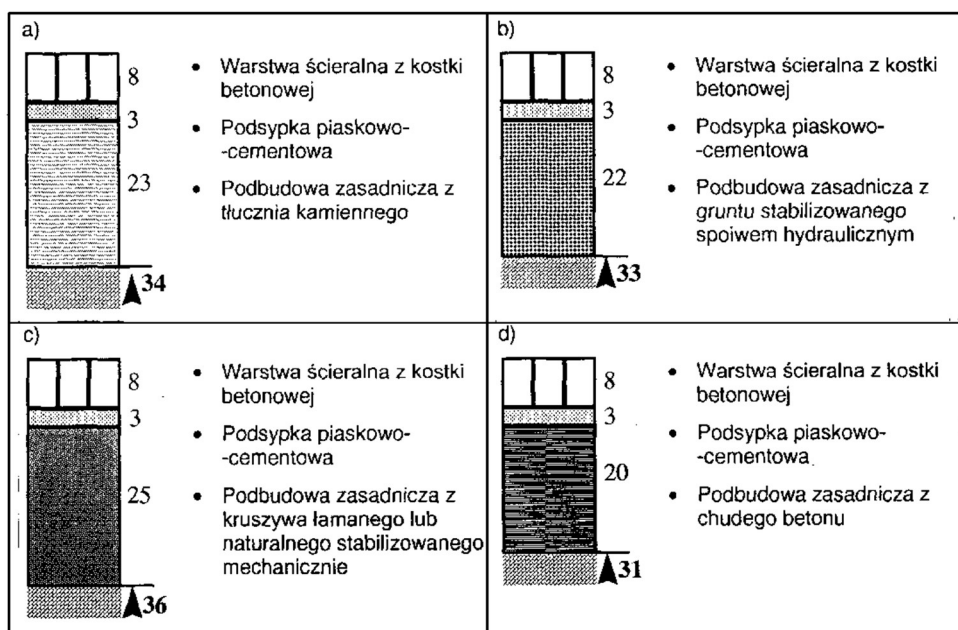 a)
8
3
23
34
• Warstwa ścieralna z kostki
betonowej
• Podsypka piaskowo-
-cementowa
• Podbudowa zasadnicza z
tłucznia kamiennego
b)
8
3
22
33
• Warstwa ścieralna z kostki
betonowej
• Podsypka piaskowo-
-cementowa
• Podbudowa zasadnicza z
gruntu stabilizowanego
spoiwem hydraulicznym
c)
8
3
25
36
• Warstwa ścieralna z kostki
betonowej
• Podsypka piaskowo-
-cementowa
• Podbudowa zasadnicza z
kruszywa łamanego lub
naturalnego stabilizowanego
mechanicznie
d)
8
3
20
31
• Warstwa ścieralna z kostki
betonowej
• Podsypka piaskowo-
-cementowa
• Podbudowa zasadnicza z
chudego betonu